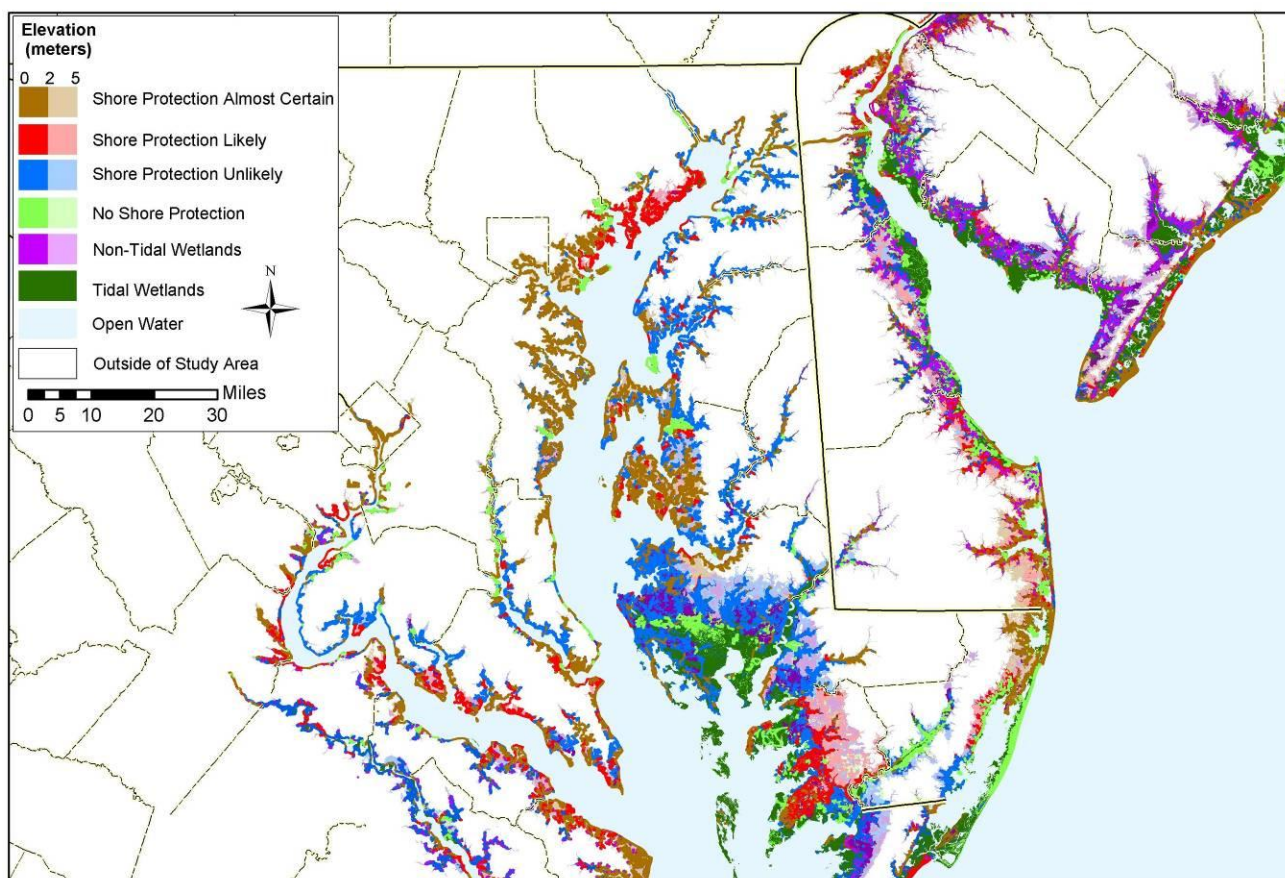 Elevation
(meters)
0 2 5
Shore Protection Almost Certain
Shore Protection Likely
Shore Protection Unlikely
No Shore Protection
Non-Tidal Wetlands
N
Tidal Wetlands
Open Water
Outside of Study Area
Miles
0 5 10 20 30